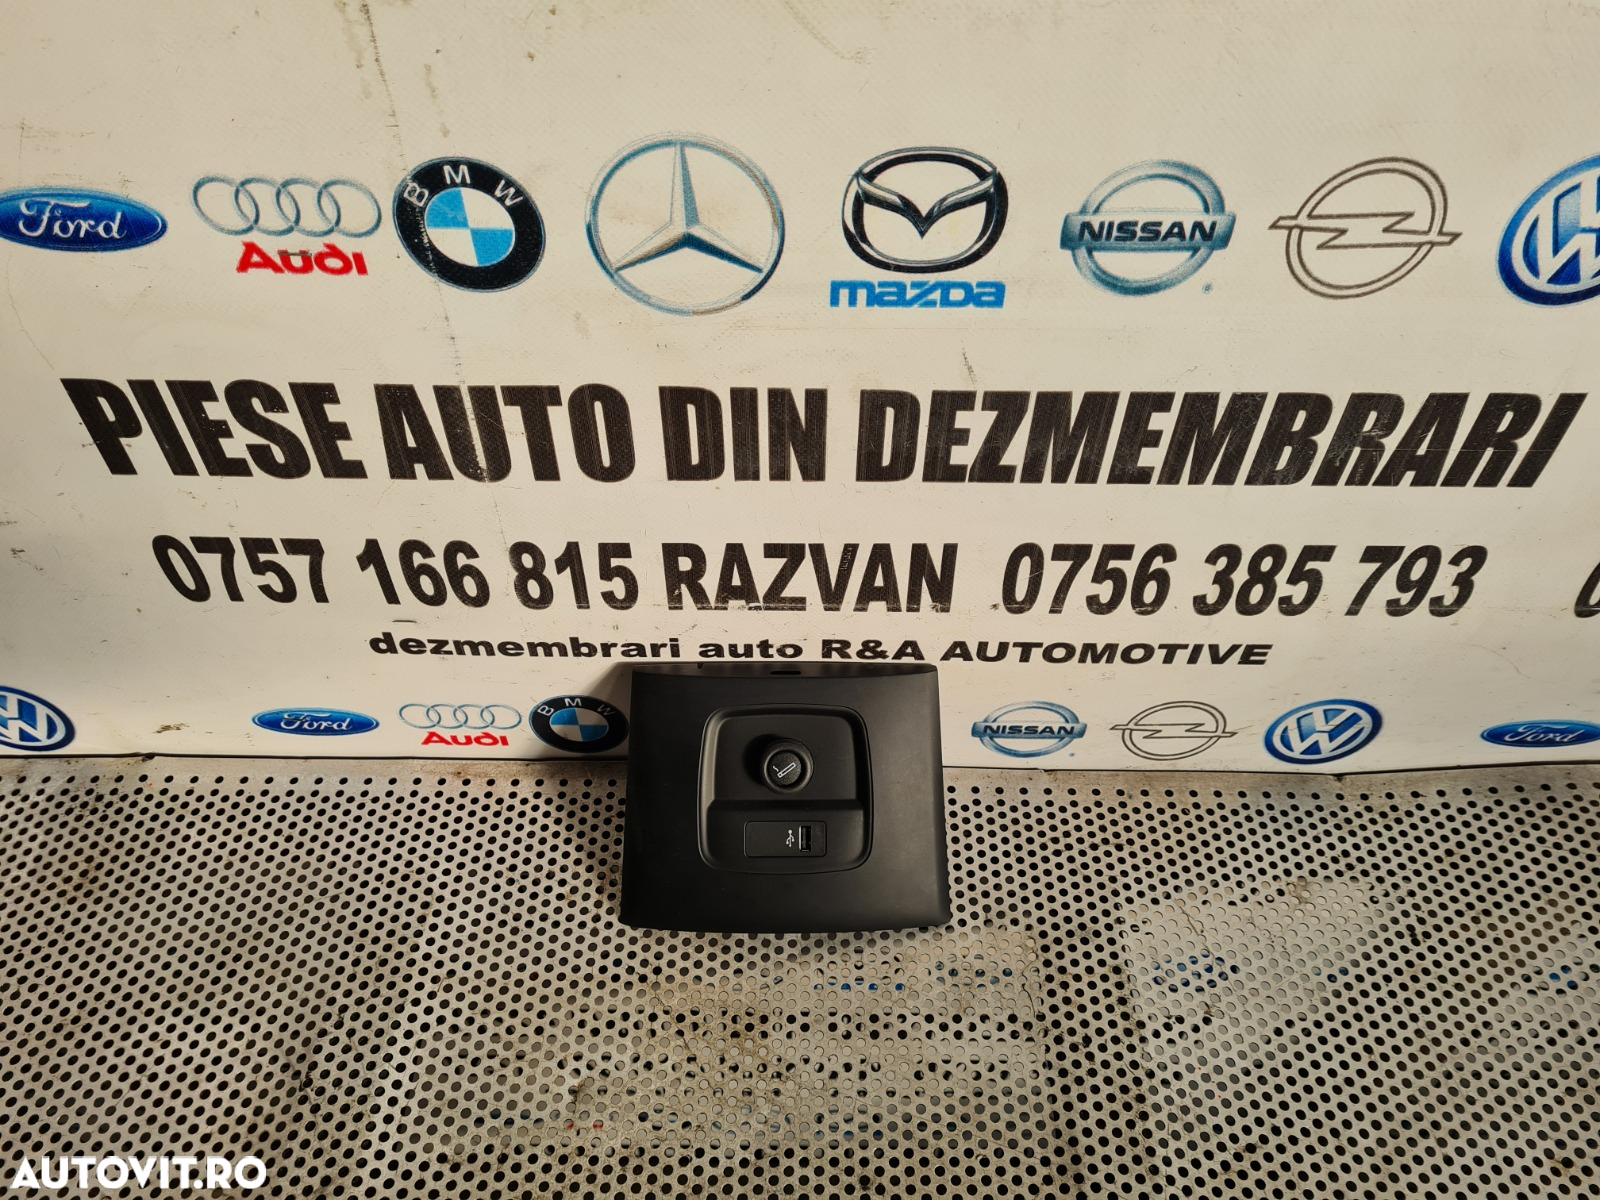 Ford Audi BMW mazda NISSAN
PIESE AUTO DIN DEZMEMBRARI
0757 166 815 RAZVAN 0756 385 793
dezmembrari auto R&A AUTOMOTIVE
Ford Audi BMW NISSAN Ford
AUTOVIT.RO